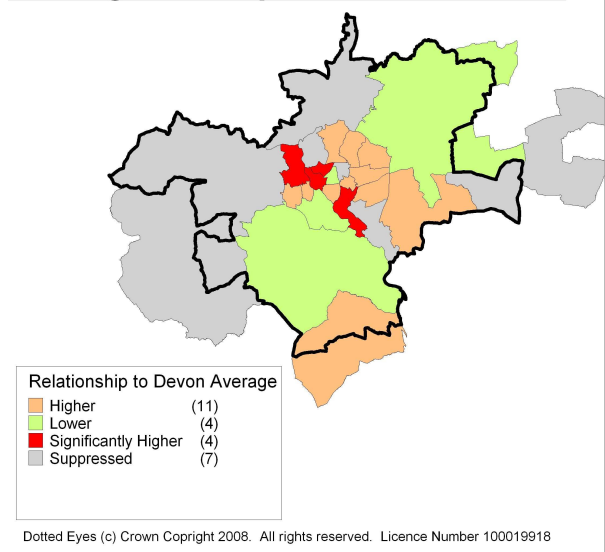 Relationship to Devon Average
Higher (11)
Lower (4)
Significantly Higher (4)
Suppressed (7)
Dotted Eyes (c) Crown Copright 2008. All rights reserved. Licence Number 100019918